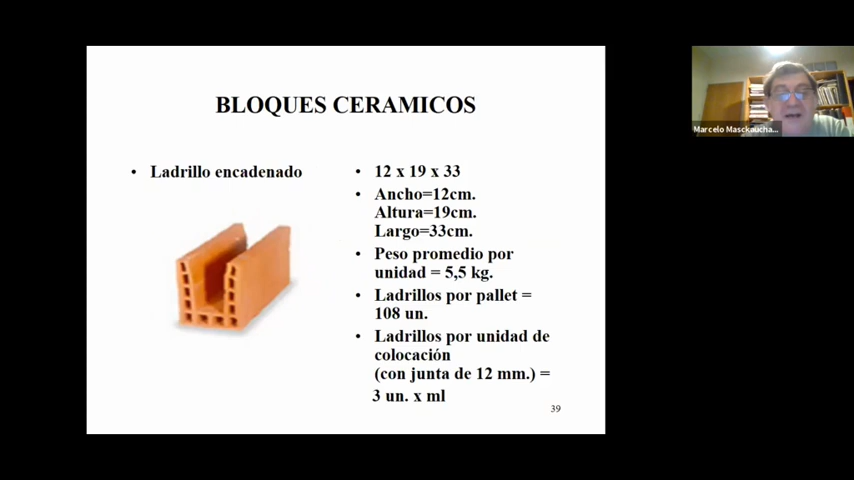 BLOQUES CERAMICOS
• Ladrillo encadenado
• 12 x 19 x 33
• Ancho=12cm.
Altura=19cm.
Largo=33cm.
• Peso promedio por
unidad = 5,5 kg.
• Ladrillos por pallet =
108 un.
• Ladrillos por unidad de
colocación
(con junta de 12 mm.) =
3 un. x ml
39
Marcelo Masckaucha...